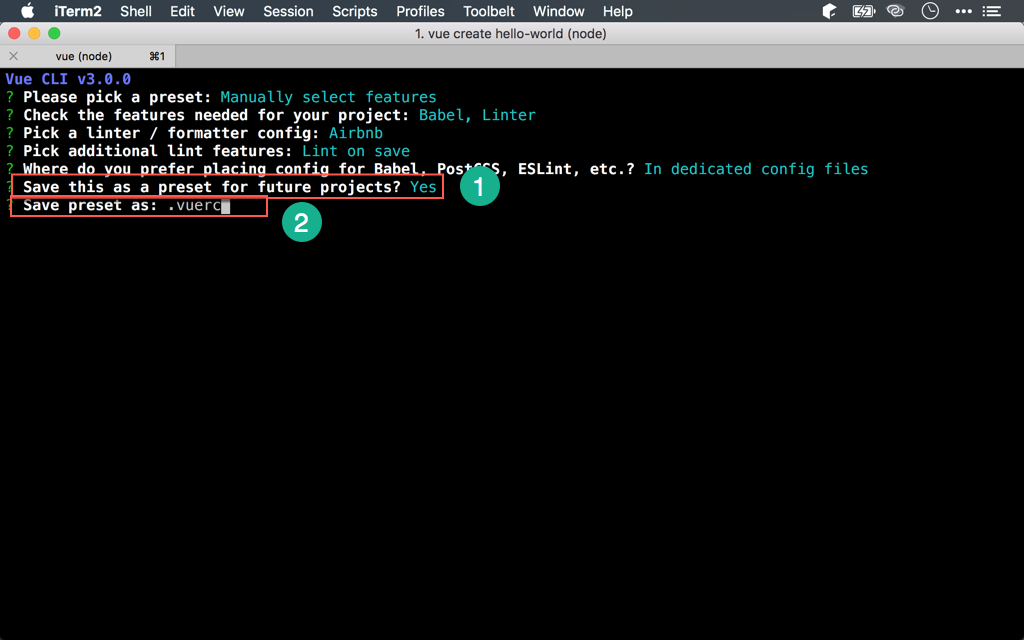 iTerm2 Shell Edit View Session Scripts Profiles Toolbelt Window Help
1. vue create hello-world (node)
vue (node) ⌘1
Vue CLI v3.0.0
? Please pick a preset: Manually select features
? Check the features needed for your project: Babel, Linter
? Pick a linter / formatter config: Airbnb
? Pick additional lint features: Lint on save
? Where do you prefer placing config for Babel, PostCSS, ESLint, etc.? In dedicated config files
? Save this as a preset for future projects? Yes
1
? Save preset as: .vuerc
2